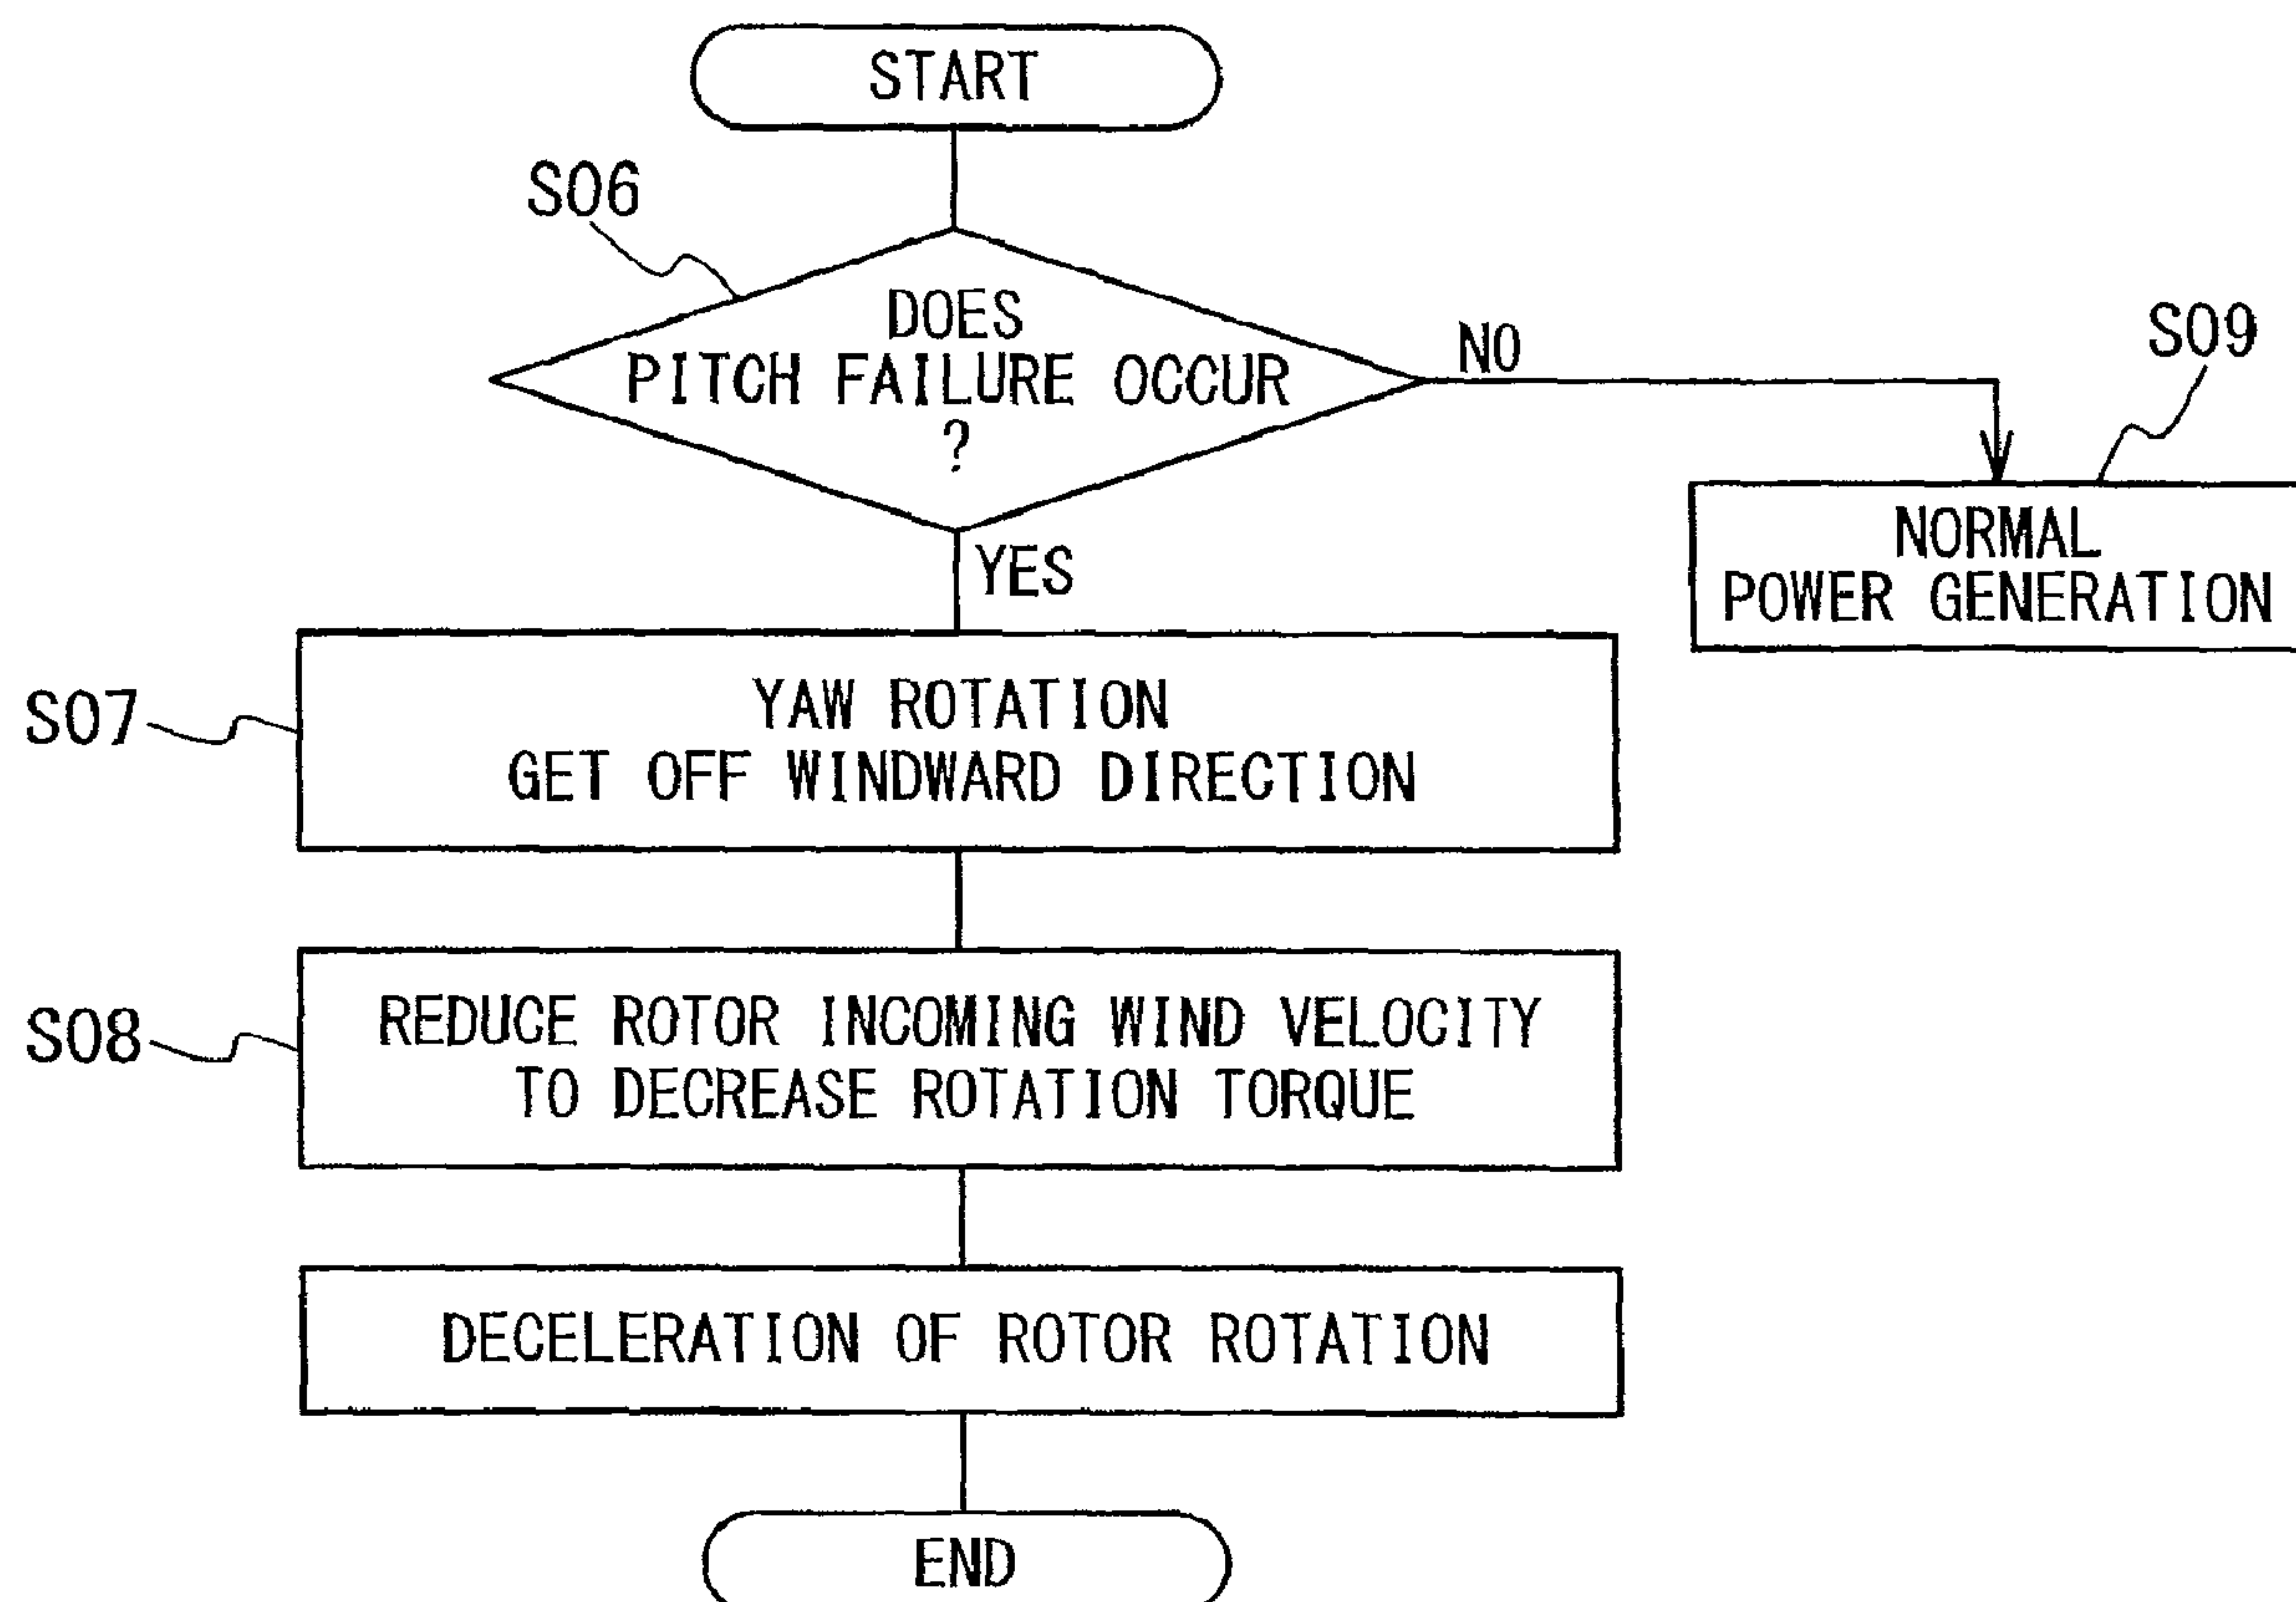 START
S06
DOES
PITCH FAILURE OCCUR
?
NO
S09
NORMAL
POWER GENERATION
YES
S07
YAW ROTATION
GET OFF WINDWARD DIRECTION
S08
REDUCE ROTOR INCOMING WIND VELOCITY
TO DECREASE ROTATION TORQUE
DECELERATION OF ROTOR ROTATION
END